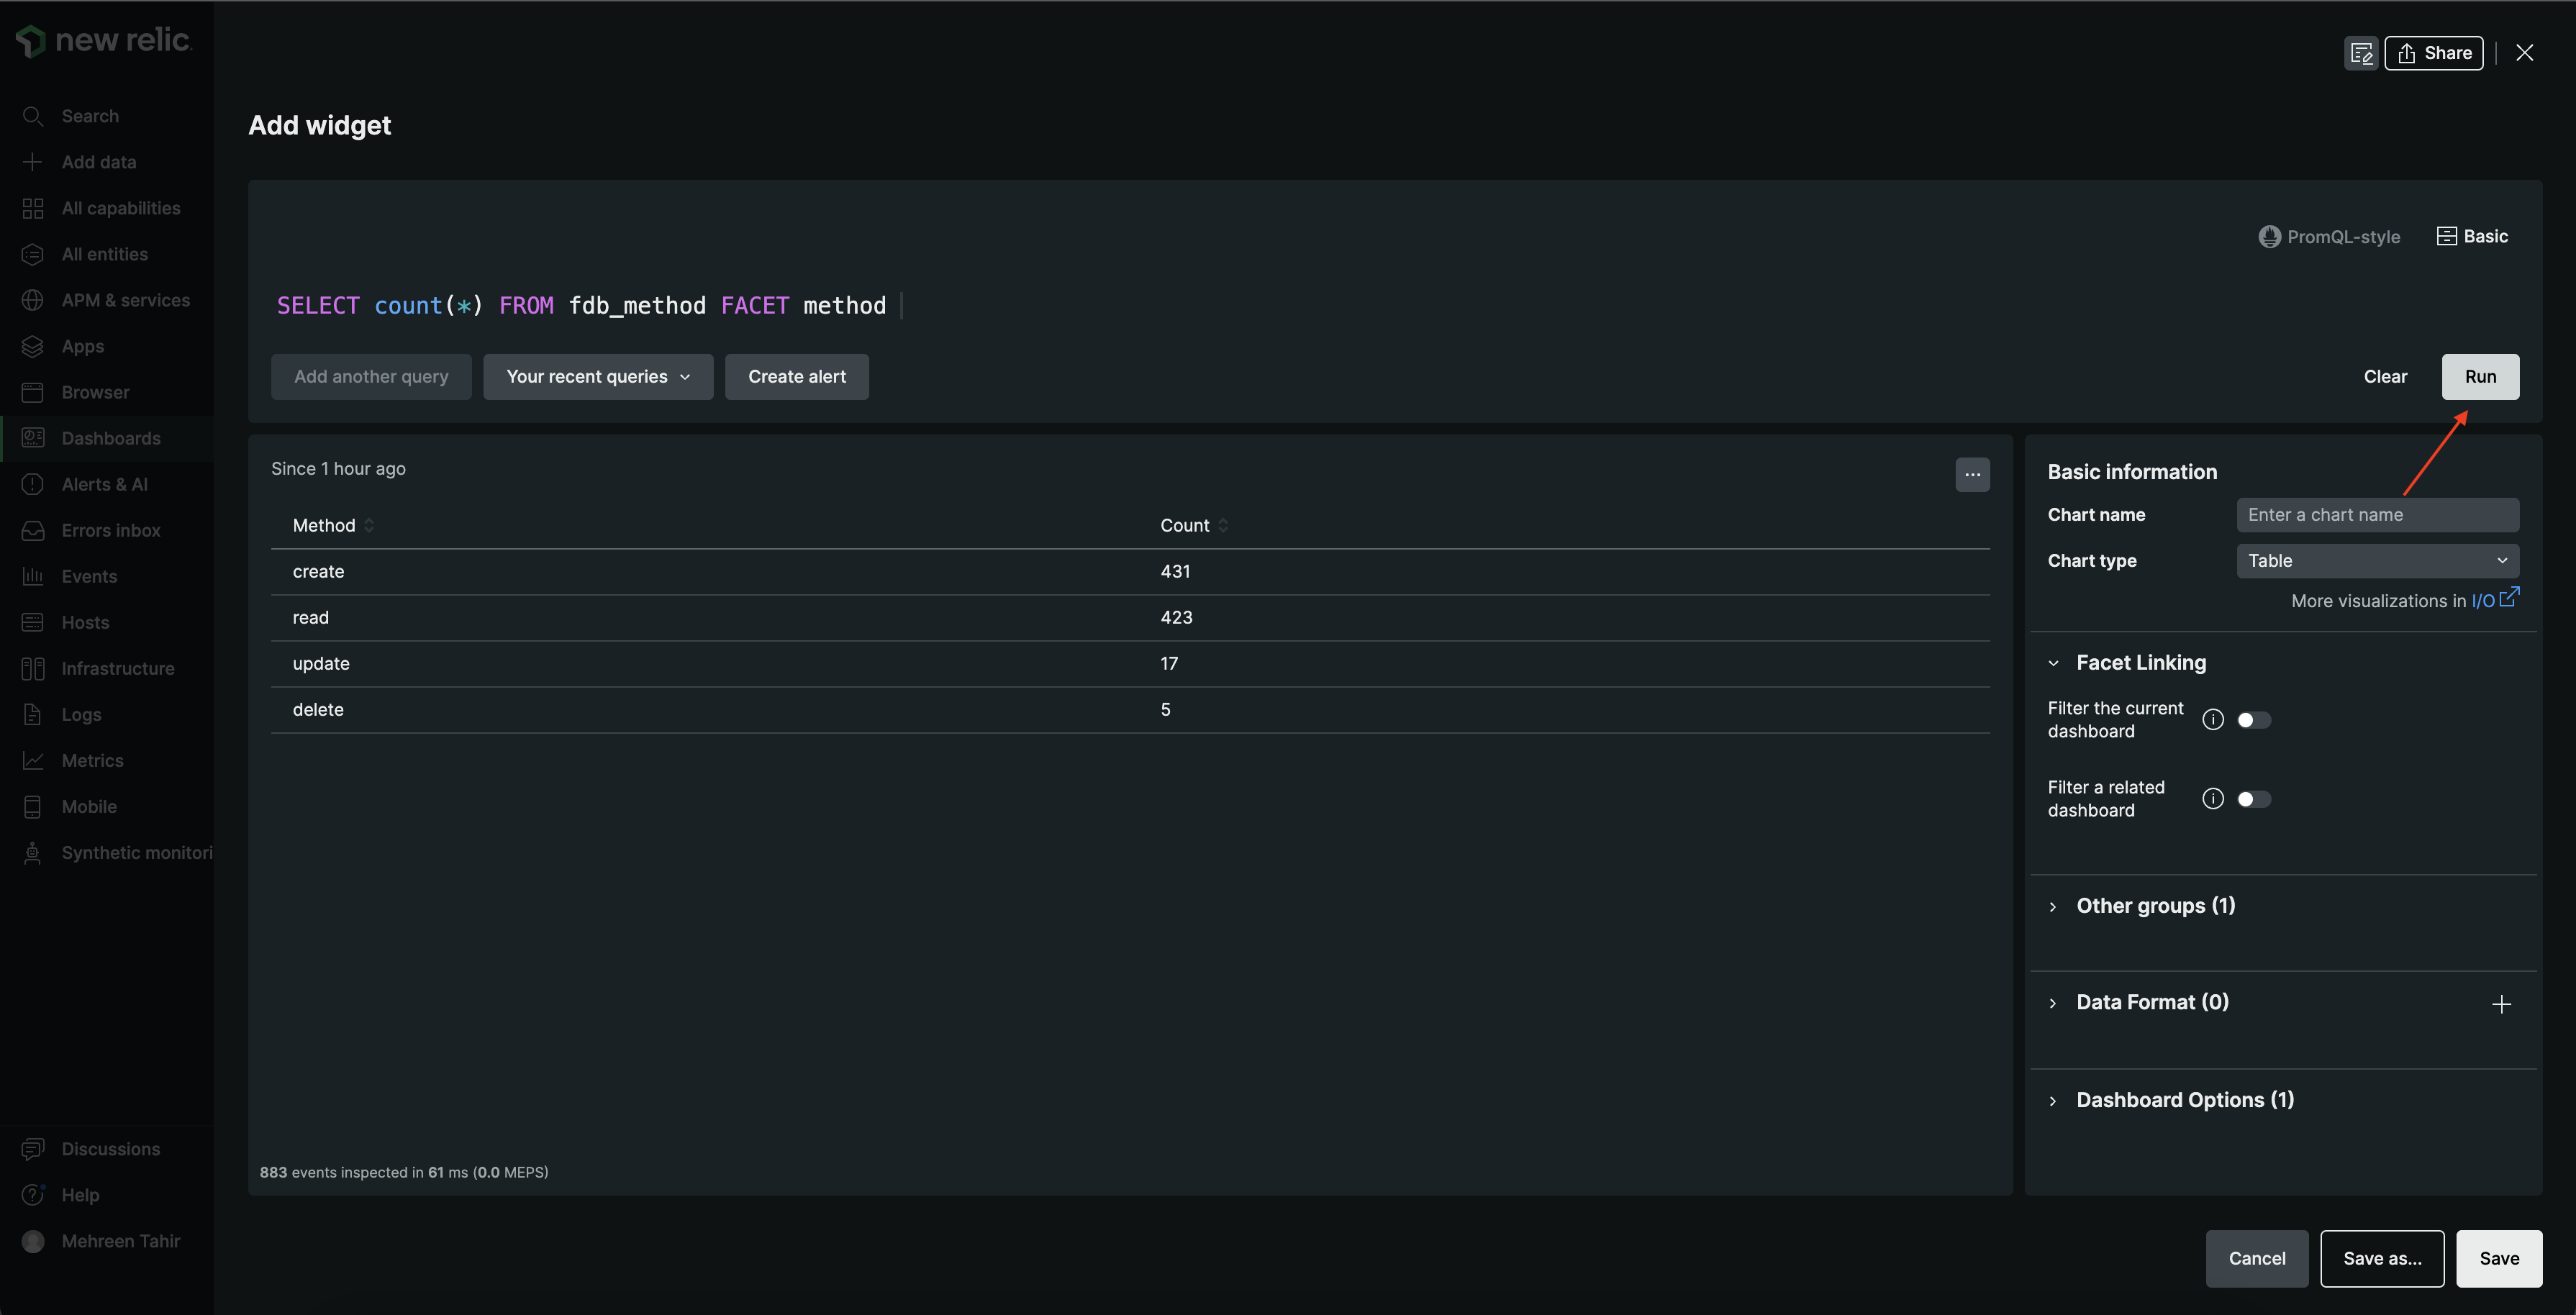 new relic.
Search
Add data
All capabilities
All entities
APM & services
Apps
Browser
Dashboards
Alerts & AI
Errors inbox
Events
Hosts
Infrastructure
Logs
Metrics
Mobile
Synthetic monitori
Discussions
Help
Mehreen Tahir
Share
Add widget
PromQL-style
Basic
SELECT count(*) FROM fdb_method FACET method
Add another query
Your recent queries
Create alert
Clear
Run
Since 1 hour ago
...
Method Count
create 431
read 423
update 17
delete 5
883 events inspected in 61 ms (0.0 MEPS)
Basic information
Chart name
Enter a chart name
Chart type
Table
More visualizations in I/O
Facet Linking
Filter the current
dashboard
Filter a related
dashboard
Other groups (1)
Data Format (0)
Dashboard Options (1)
Cancel
Save as...
Save